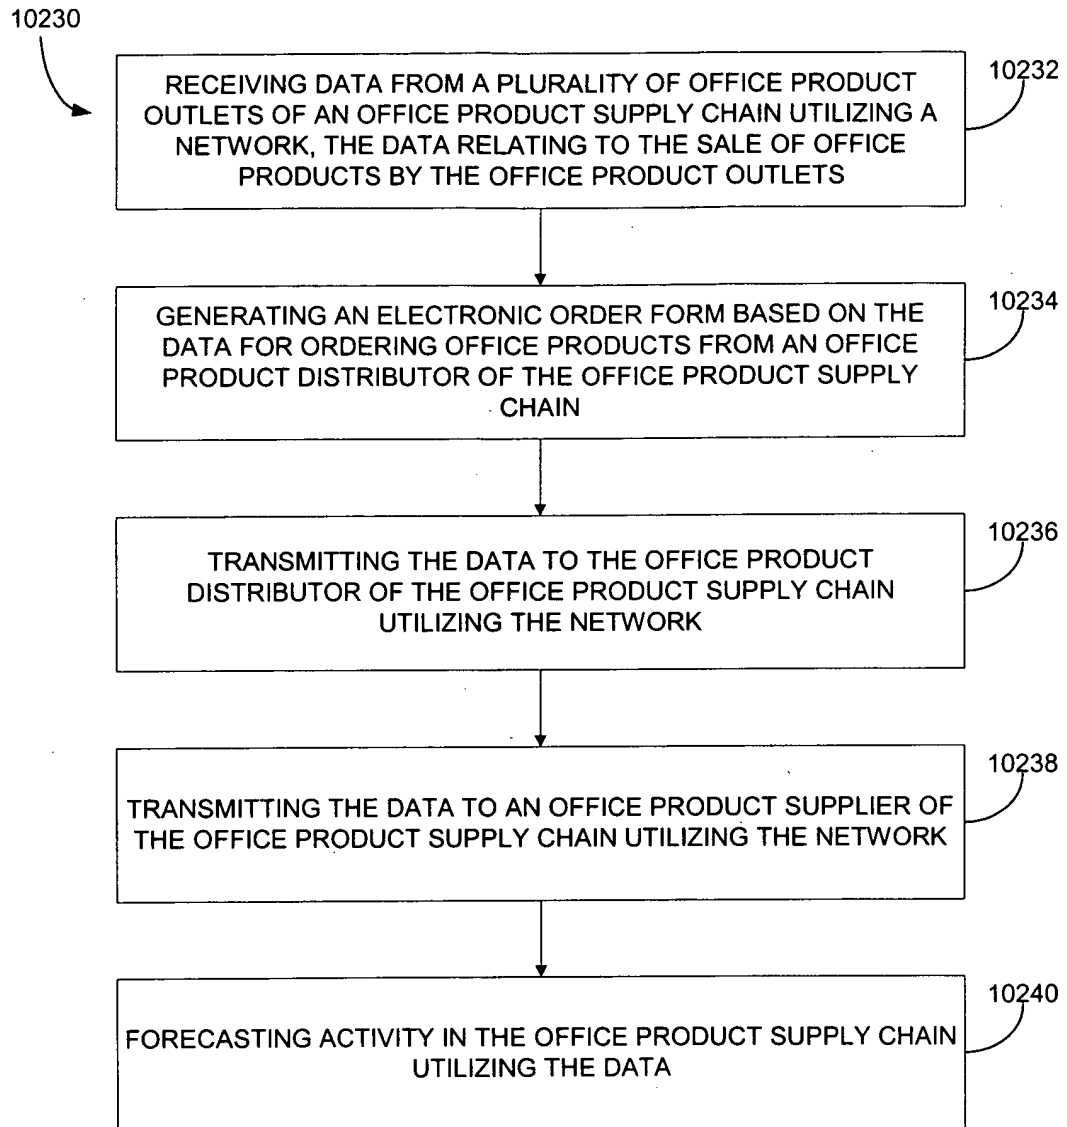 10230
RECEIVING DATA FROM A PLURALITY OF OFFICE PRODUCT
OUTLETS OF AN OFFICE PRODUCT SUPPLY CHAIN UTILIZING A
NETWORK, THE DATA RELATING TO THE SALE OF OFFICE
PRODUCTS BY THE OFFICE PRODUCT OUTLETS
10232
GENERATING AN ELECTRONIC ORDER FORM BASED ON THE
DATA FOR ORDERING OFFICE PRODUCTS FROM AN OFFICE
PRODUCT DISTRIBUTOR OF THE OFFICE PRODUCT SUPPLY
CHAIN
10234
TRANSMITTING THE DATA TO THE OFFICE PRODUCT
DISTRIBUTOR OF THE OFFICE PRODUCT SUPPLY CHAIN
UTILIZING THE NETWORK
10236
TRANSMITTING THE DATA TO AN OFFICE PRODUCT SUPPLIER OF
THE OFFICE PRODUCT SUPPLY CHAIN UTILIZING THE NETWORK
10238
FORECASTING ACTIVITY IN THE OFFICE PRODUCT SUPPLY CHAIN
UTILIZING THE DATA
10240